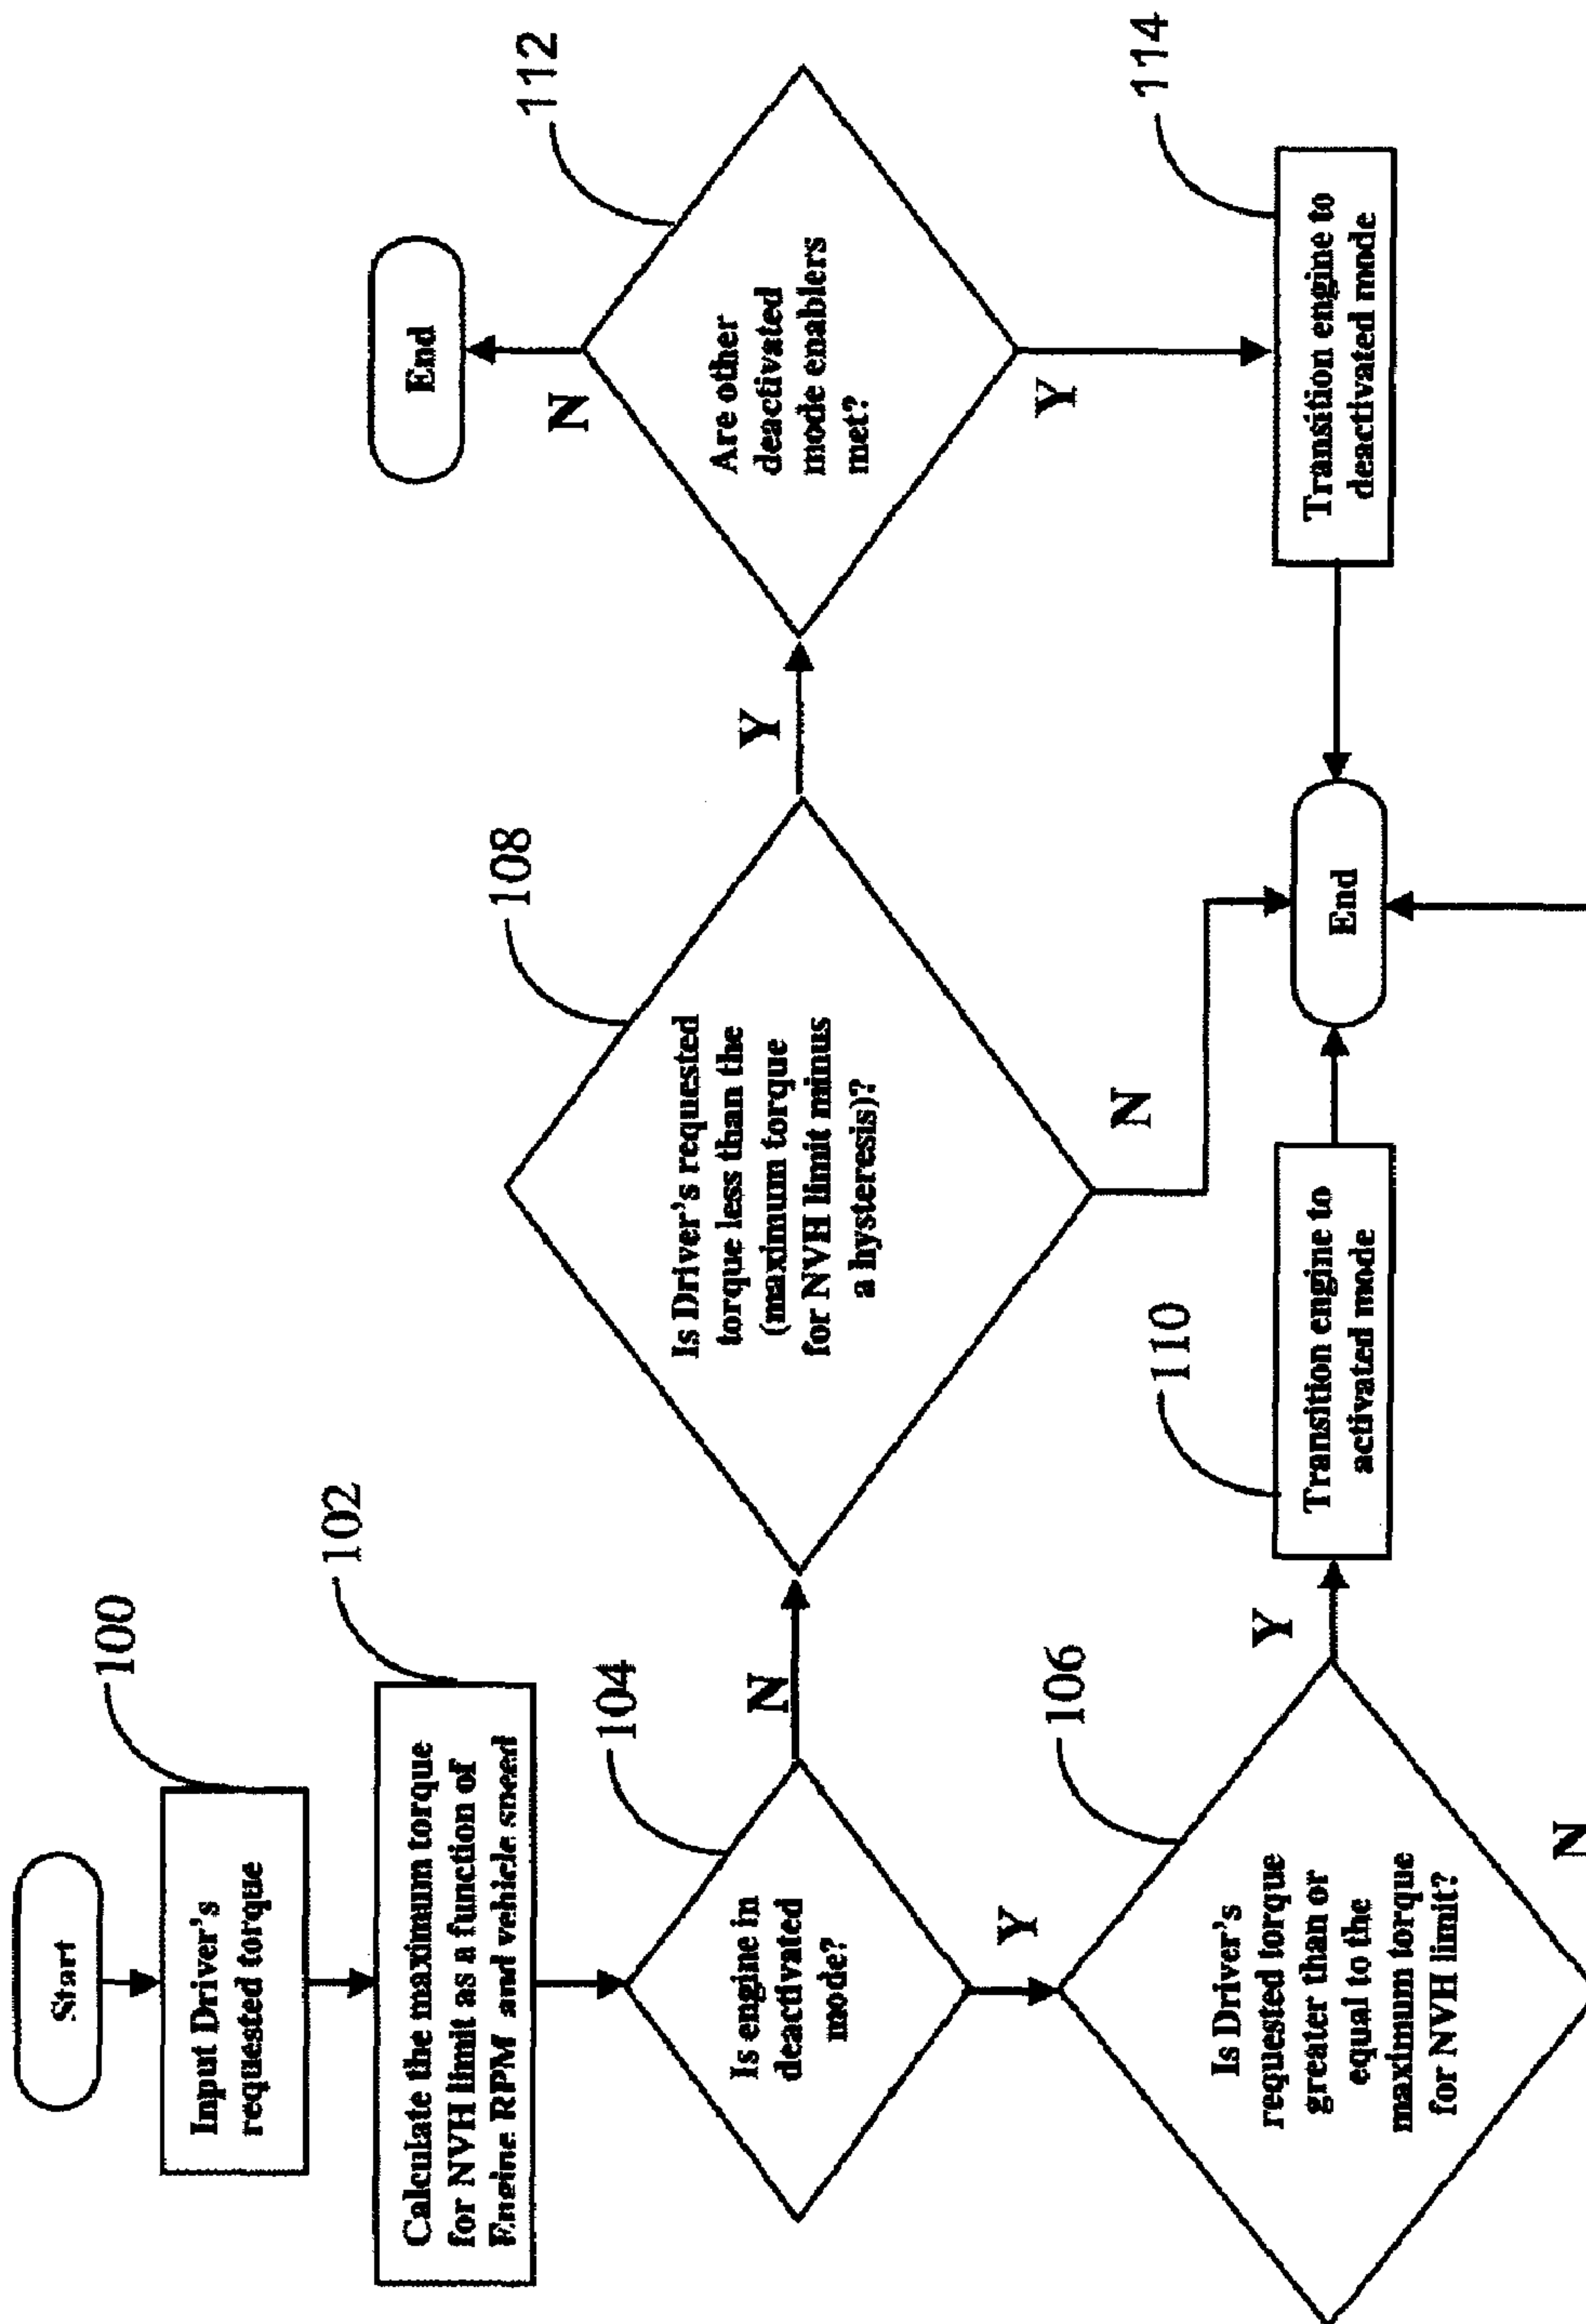 Start
100
Input Driver's
requested torque
102
Calculate the maximum torque
for NVH limit as a function of
Engine RPM and vehicle speed
104
Is engine in
deactivated
mode?
N
Y
106
Is Driver's
requested torque
greater than or
equal to the
maximum torque
for NVH limit?
Y
N
108
Is Driver's requested
torque less than the
(maximum torque
for NVH limit minus
a hysteresis)?
Y
N
110
Transition engine to
activated mode
End
112
Are other
deactivated
mode enablers
met?
N
Y
End
114
Transition engine to
deactivated mode